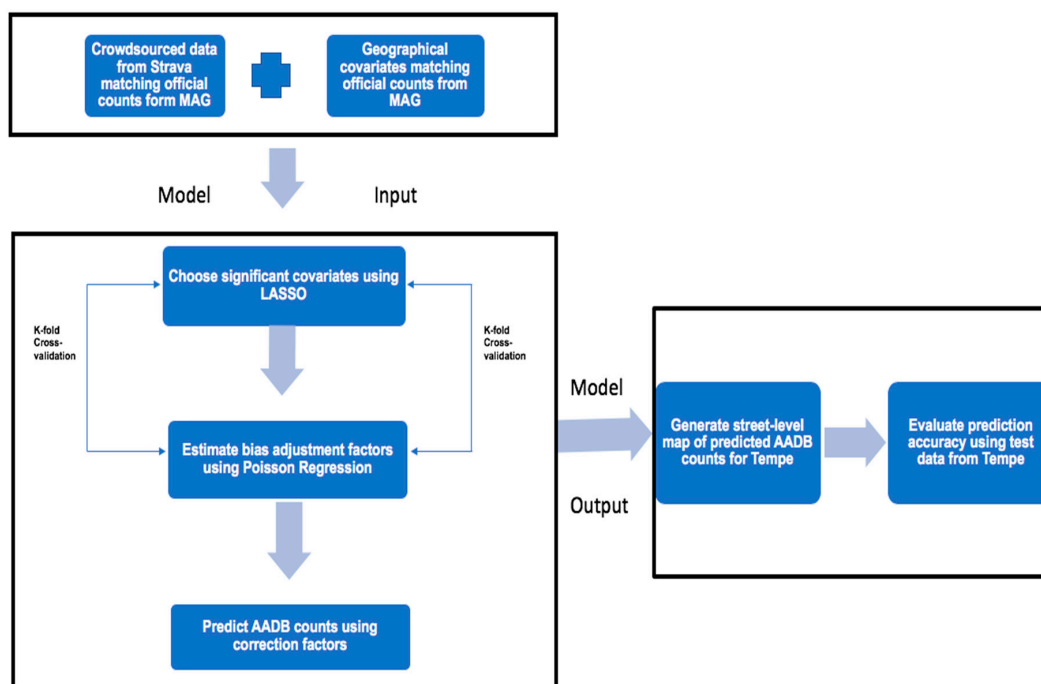 Crowdsourced data
from Strava
matching official
counts form MAG
Geographical
covariates matching
official counts from
MAG
Model
Input
Choose significant covariates using
LASSO
K-fold
Cross-
validation
K-fold
Cross-
validation
Estimate bias adjustment factors
using Poisson Regression
Predict AADB counts using
correction factors
Model
Output
Generate street-level
map of predicted AADB
counts for Tempe
Evaluate prediction
accuracy using test
data from Tempe